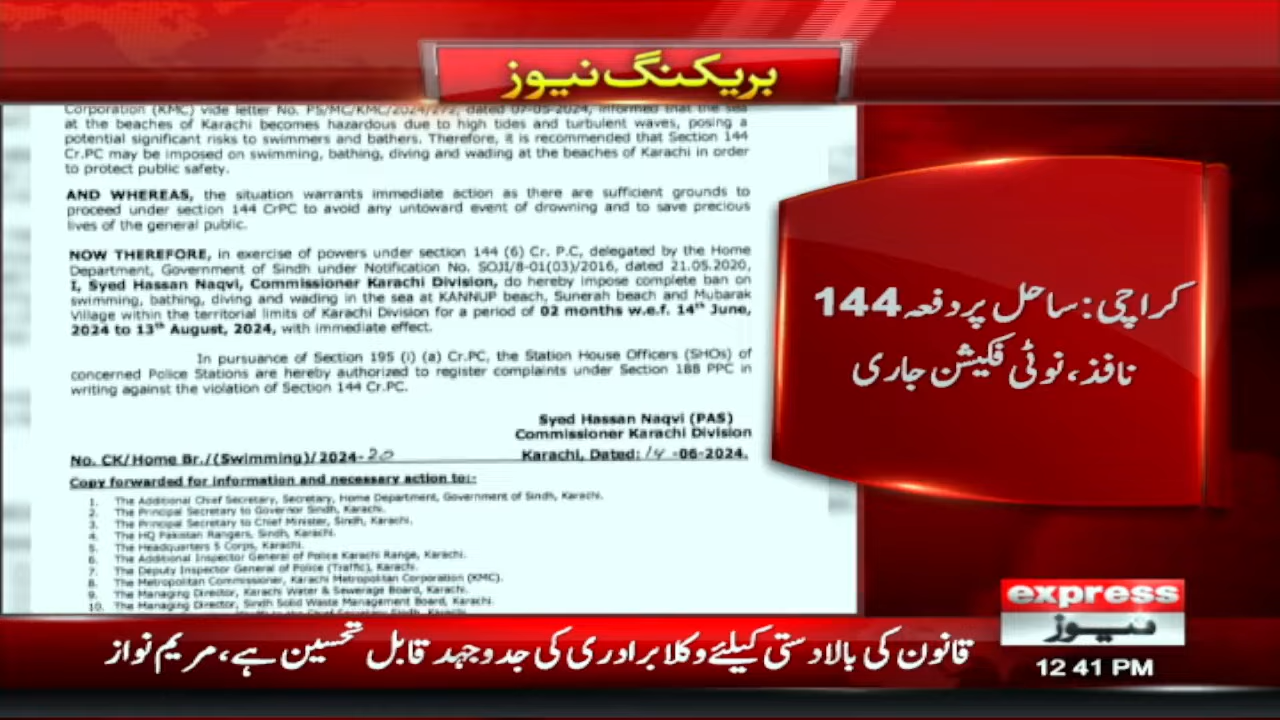 بریکنگ نیوز
Corporation (KMC) vide letter No. PS/MC/KMC/2024/272, dated 07-05-2024, informed that the sea
at the beaches of Karachi becomes hazardous due to high tides and turbulent waves, posing a
potential significant risks to swimmers and bathers. Therefore, it is recommended that Section 144
Cr.PC may be imposed on swimming, bathing, diving and wading at the beaches of Karachi in order
to protect public safety.
AND WHEREAS, the situation warrants immediate action as there are sufficient grounds to
proceed under section 144 CrPC to avoid any untoward event of drowning and to save precious
lives of the general public.
NOW THEREFORE, in exercise of powers under section 144 (6) Cr. P.C, delegated by the Home
Department, Government of Sindh under Notification No. SOJI/8-01(03)/2016, dated 21.05.2020,
I, Syed Hassan Naqvi, Commissioner Karachi Division, do hereby impose complete ban on
swimming, bathing, diving and wading in the sea at KANNUP beach, Sunerah beach and Mubarak
Village within the territorial limits of Karachi Division for a period of 02 months w.e.f. 14th June,
2024 to 13th August, 2024, with immediate effect.
In pursuance of Section 195 (i) (a) Cr.PC, the Station House Officers (SHOs) of
concerned Police Stations are hereby authorized to register complaints under Section 188 PPC in
writing against the violation of Section 144 Cr.PC.
Syed Hassan Naqvi (PAS)
Commissioner Karachi Division
No. CK/Home Br./(Swimming)/2024-20 Karachi, Dated: 14 -06-2024.
Copy forwarded for information and necessary action to:-
1. The Additional Chief Secretary, Secretary, Home Department, Government of Sindh, Karachi.
2. The Principal Secretary to Governor Sindh, Karachi.
3. The Principal Secretary to Chief Minister, Sindh, Karachi.
4. The HQ Pakistan Rangers, Sindh, Karachi.
5. The Headquarters 5 Corps, Karachi.
6. The Additional Inspector General of Police Karachi Range, Karachi.
7. The Deputy Inspector General of Police (Traffic), Karachi.
8. The Metropolitan Commissioner, Karachi Metropolitan Corporation (KMC).
9. The Managing Director, Karachi Water & Sewerage Board, Karachi.
10. The Managing Director, Sindh Solid Waste Management Board, Karachi.
کراچی: ساحل پر دفعہ 144
نافذ، نوٹی فکیشن جاری
express
نیوز
12:41 PM
قانون کی بالادستی کیلئے وکلا برادری کی جدوجہد قابل تحسین ہے، مریم نواز